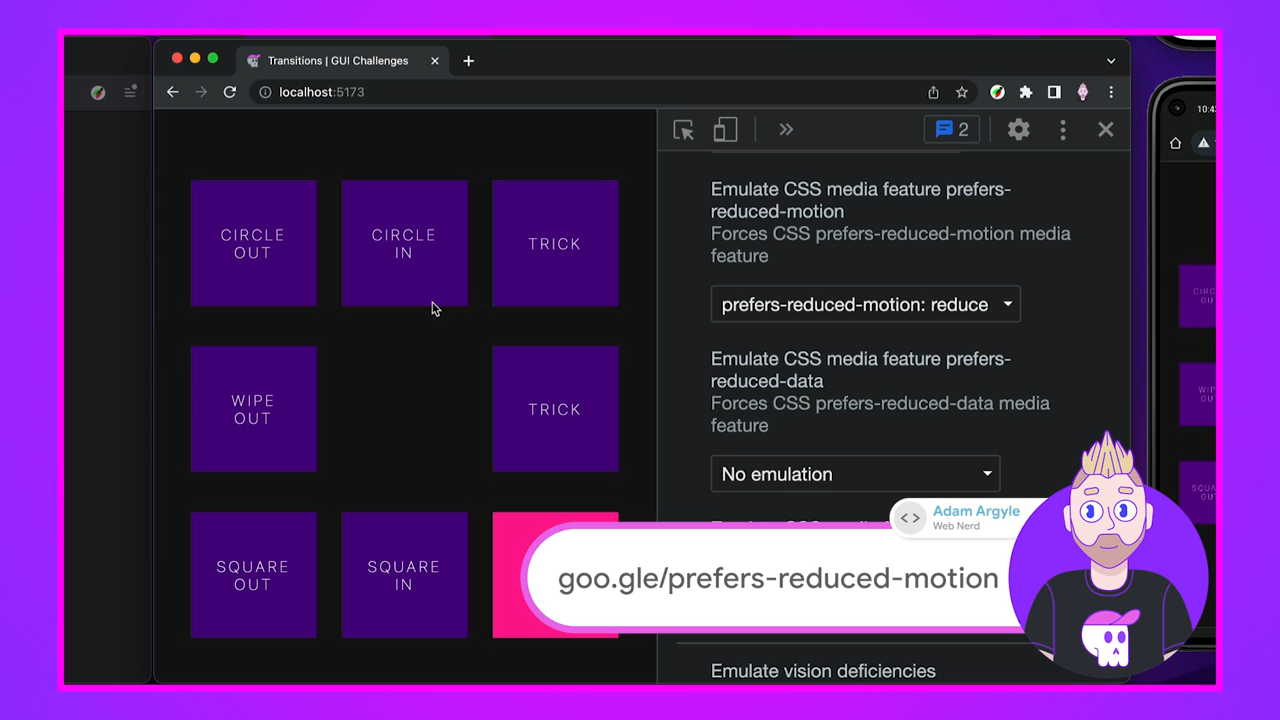 Transitions | GUI Challenges
localhost:5173
2
CIRCLE
OUT
CIRCLE
IN
TRICK
WIPE
OUT
TRICK
SQUARE
OUT
SQUARE
IN
Emulate CSS media feature prefers-
reduced-motion
Forces CSS prefers-reduced-motion media
feature
prefers-reduced-motion: reduce
Emulate CSS media feature prefers-
reduced-data
Forces CSS prefers-reduced-data media
feature
No emulation
Adam Argyle
Web Nerd
goo.gle/prefers-reduced-motion
Emulate vision deficiencies